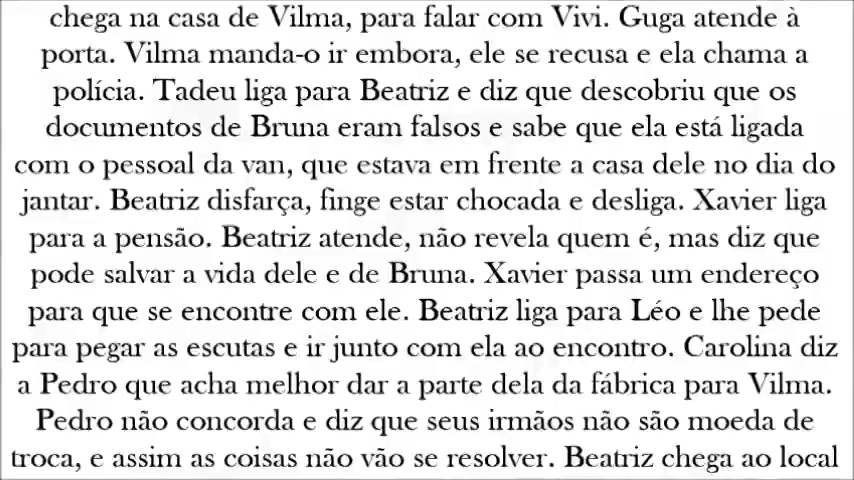 chega na casa de Vilma, para falar com Vivi. Guga atende à
porta. Vilma manda-o ir embora, ele se recusa e ela chama a
polícia. Tadeu liga para Beatriz e diz que descobriu que os
documentos de Bruna eram falsos e sabe que ela está ligada
com o pessoal da van, que estava em frente a casa dele no dia do
jantar. Beatriz disfarça, finge estar chocada e desliga. Xavier liga
para a pensão. Beatriz atende, não revela quem é, mas diz que
pode salvar a vida dele e de Bruna. Xavier passa um endereço
para que se encontre com ele. Beatriz liga para Léo e lhe pede
para pegar as escutas e ir junto com ela ao encontro. Carolina diz
a Pedro que acha melhor dar a parte dela da fábrica para Vilma.
Pedro não concorda e diz que seus irmãos não são moeda de
troca, e assim as coisas não vão se resolver. Beatriz chega ao local